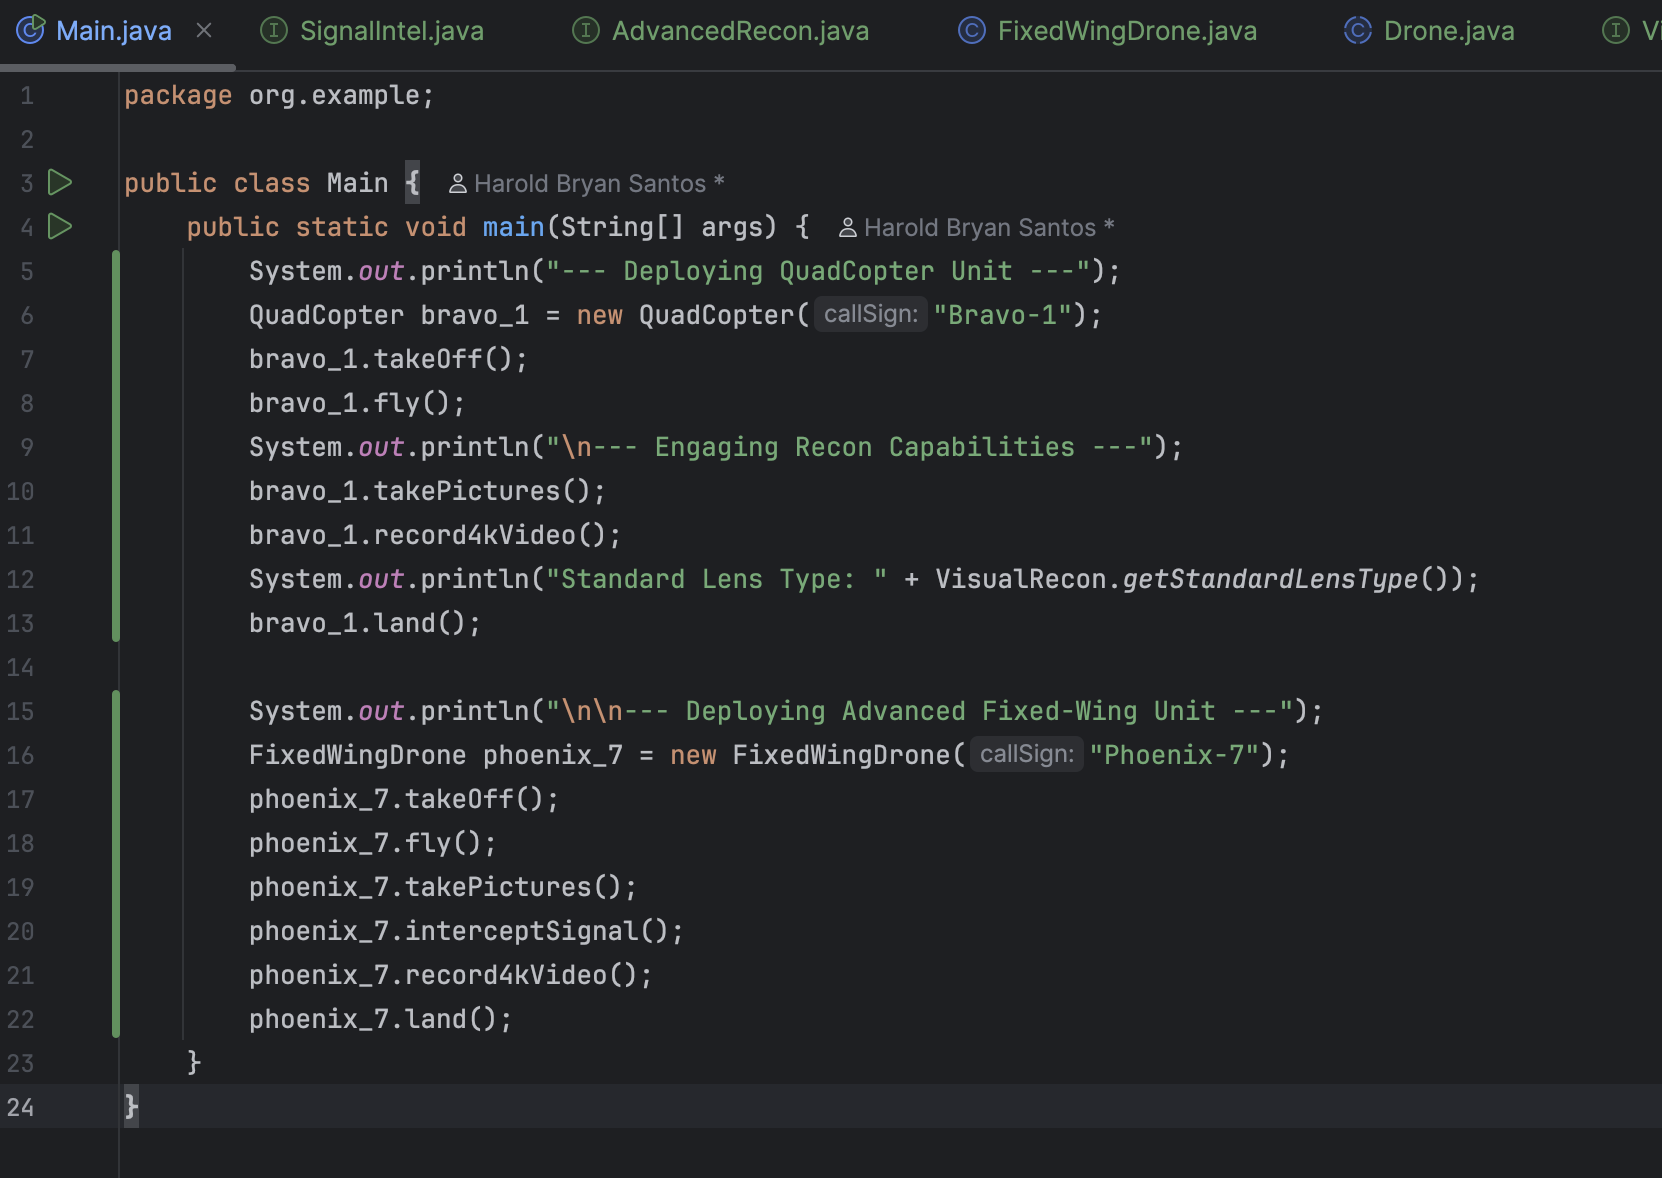 Main.java SignalIntel.java AdvancedRecon.java FixedWingDrone.java Drone.java
1 package org.example;
2
3 public class Main { Harold Bryan Santos *
4 public static void main(String[] args) { Harold Bryan Santos *
5 System.out.println("--- Deploying QuadCopter Unit ---");
6 QuadCopter bravo_1 = new QuadCopter( callSign: "Bravo-1");
7 bravo_1.takeOff();
8 bravo_1.fly();
9 System.out.println("\n--- Engaging Recon Capabilities ---");
10 bravo_1.takePictures();
11 bravo_1.record4kVideo();
12 System.out.println("Standard Lens Type: " + VisualRecon.getStandardLensType());
13 bravo_1.land();
14
15 System.out.println("\n\n--- Deploying Advanced Fixed-Wing Unit ---");
16 FixedWingDrone phoenix_7 = new FixedWingDrone( callSign: "Phoenix-7");
17 phoenix_7.takeOff();
18 phoenix_7.fly();
19 phoenix_7.takePictures();
20 phoenix_7.interceptSignal();
21 phoenix_7.record4kVideo();
22 phoenix_7.land();
23 }
24 }